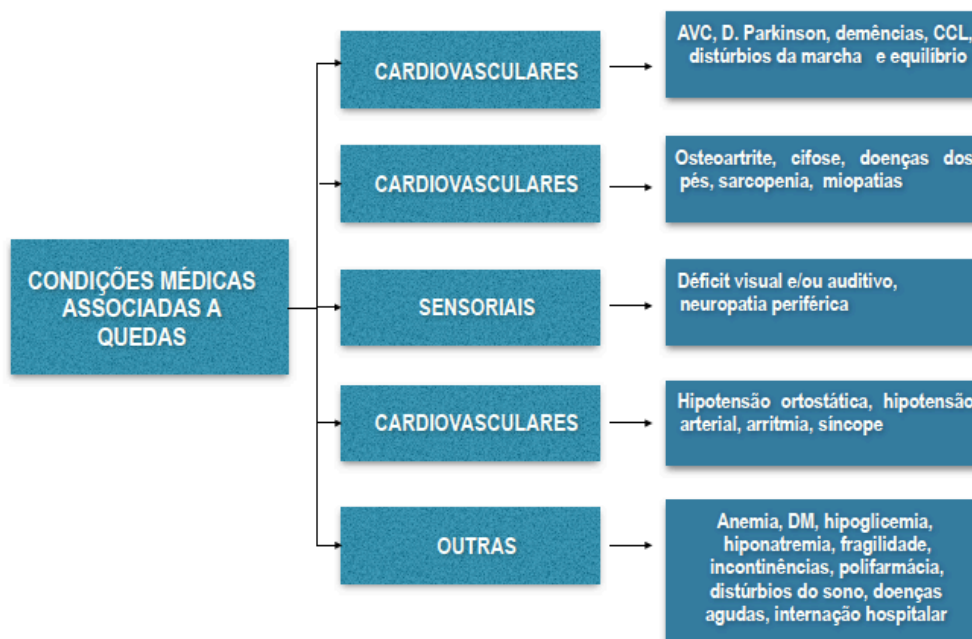 CONDIÇÕES MÉDICAS
ASSOCIADAS A
QUEDAS
CARDIOVASCULARES
AVC, D. Parkinson, demências, CCL,
distúrbios da marcha e equilíbrio
CARDIOVASCULARES
Osteoartrite, cifose, doenças dos
pés, sarcopenia, miopatias
SENSORIAIS
Déficit visual e/ou auditivo,
neuropatia periférica
CARDIOVASCULARES
Hipotensão ortostática, hipotensão
arterial, arritmia, síncope
OUTRAS
Anemia, DM, hipoglicemia,
hiponatremia, fragilidade,
incontinências, polifarmácia,
distúrbios do sono, doenças
agudas, internação hospitalar